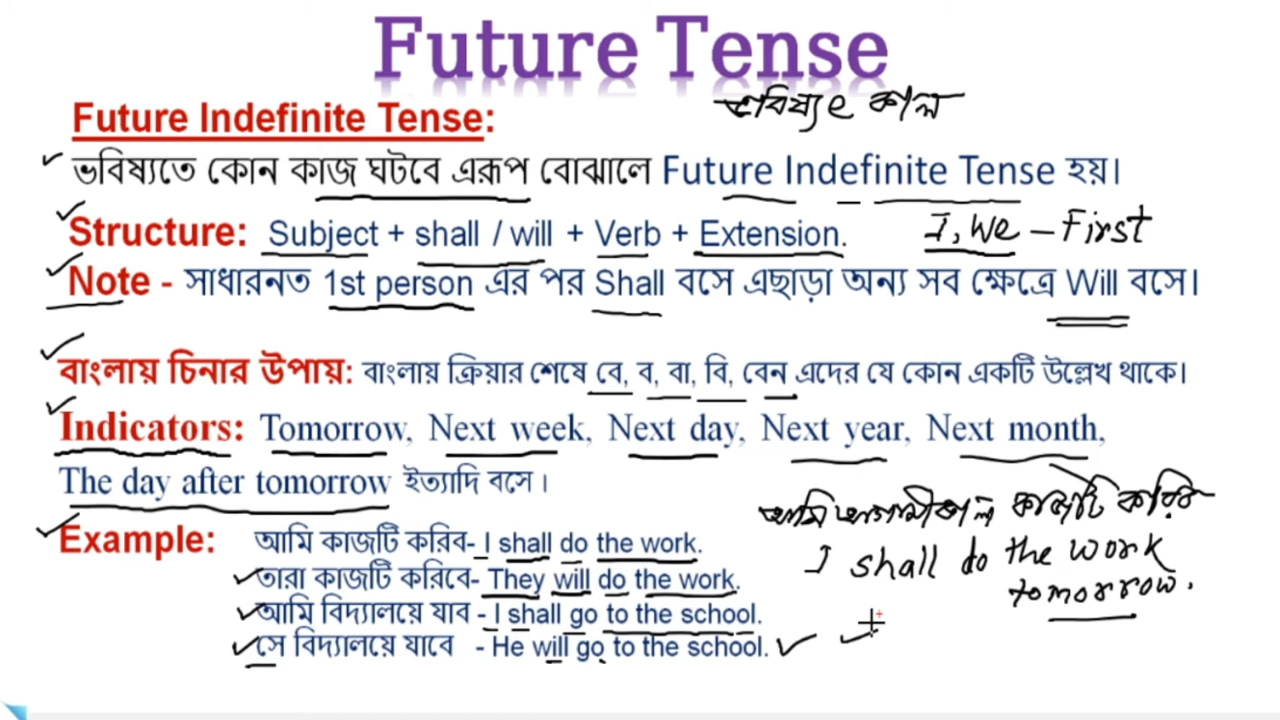 Future Tense
ভবিষ্যৎ কাল
Future Indefinite Tense:
ভবিষ্যতে কোন কাজ ঘটবে এরূপ বোঝালে Future Indefinite Tense হয়।
Structure: Subject + shall / will + Verb + Extension. I, We - First
Note - সাধারনত 1st person এর পর Shall বসে এছাড়া অন্য সব ক্ষেত্রে Will বসে।
বাংলায় চিনার উপায়: বাংলায় ক্রিয়ার শেষে বে, ব, বা, বি, বেন এদের যে কোন একটি উল্লেখ থাকে।
Indicators: Tomorrow, Next week, Next day, Next year, Next month,
The day after tomorrow ইত্যাদি বসে।
আমি আগামীকাল কাজটি করিব
Example: আমি কাজটি করিব- I shall do the work.
I shall do the work
তারা কাজটি করিবে- They will do the work.
tomorrow.
আমি বিদ্যালয়ে যাব - I shall go to the school.
সে বিদ্যালয়ে যাবে - He will go to the school.